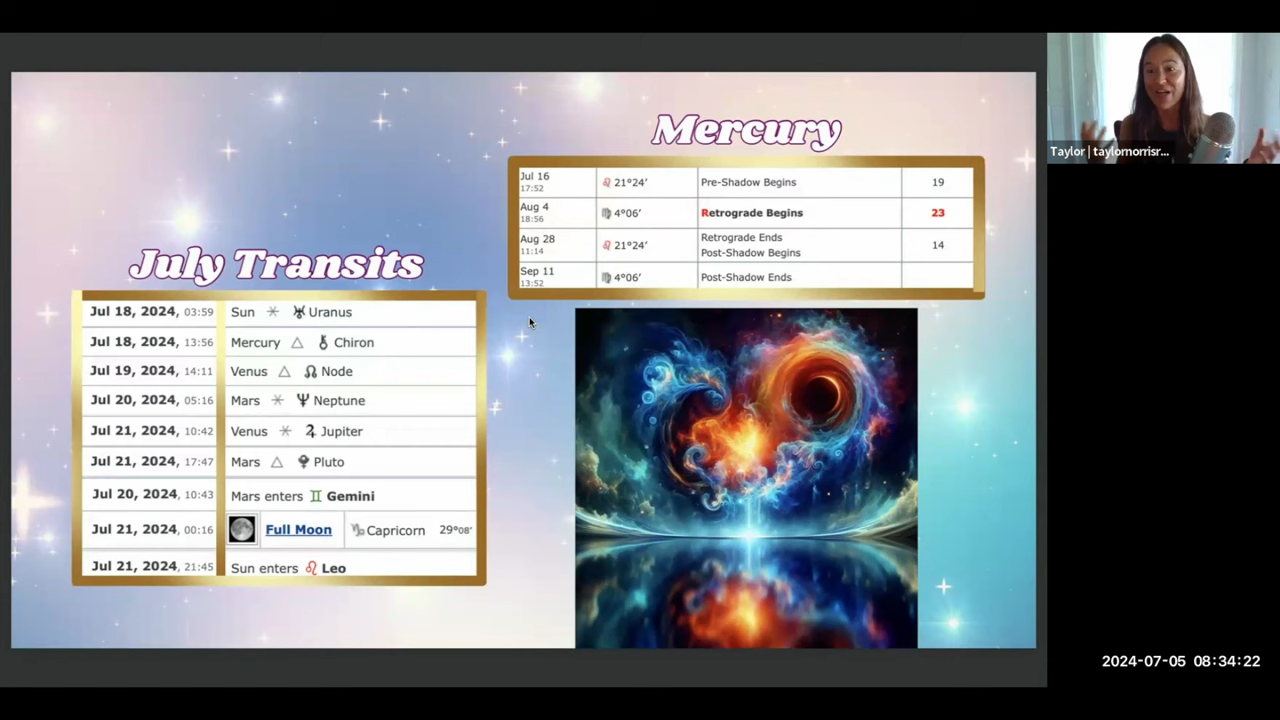 Mercury
Jul 16 17:52 ♌ 21°24′ Pre-Shadow Begins 19
Aug 4 18:56 ♍ 4°06′ Retrograde Begins 23
Aug 28 11:14 ♌ 21°24′ Retrograde Ends Post-Shadow Begins 14
Sep 11 13:52 ♍ 4°06′ Post-Shadow Ends
July Transits
Jul 18, 2024, 03:59 Sun ⚹ ♅ Uranus
Jul 18, 2024, 13:56 Mercury △ ⚷ Chiron
Jul 19, 2024, 14:11 Venus △ ☊ Node
Jul 20, 2024, 05:16 Mars ⚹ ♆ Neptune
Jul 21, 2024, 10:42 Venus ⚹ ♃ Jupiter
Jul 21, 2024, 17:47 Mars △ Pluto
Jul 20, 2024, 10:43 Mars enters ♊ Gemini
Jul 21, 2024, 00:16 Full Moon ♑ Capricorn 29°08′
Jul 21, 2024, 21:45 Sun enters ♌ Leo
Taylor | taylormorrisr...
2024-07-05 08:34:22